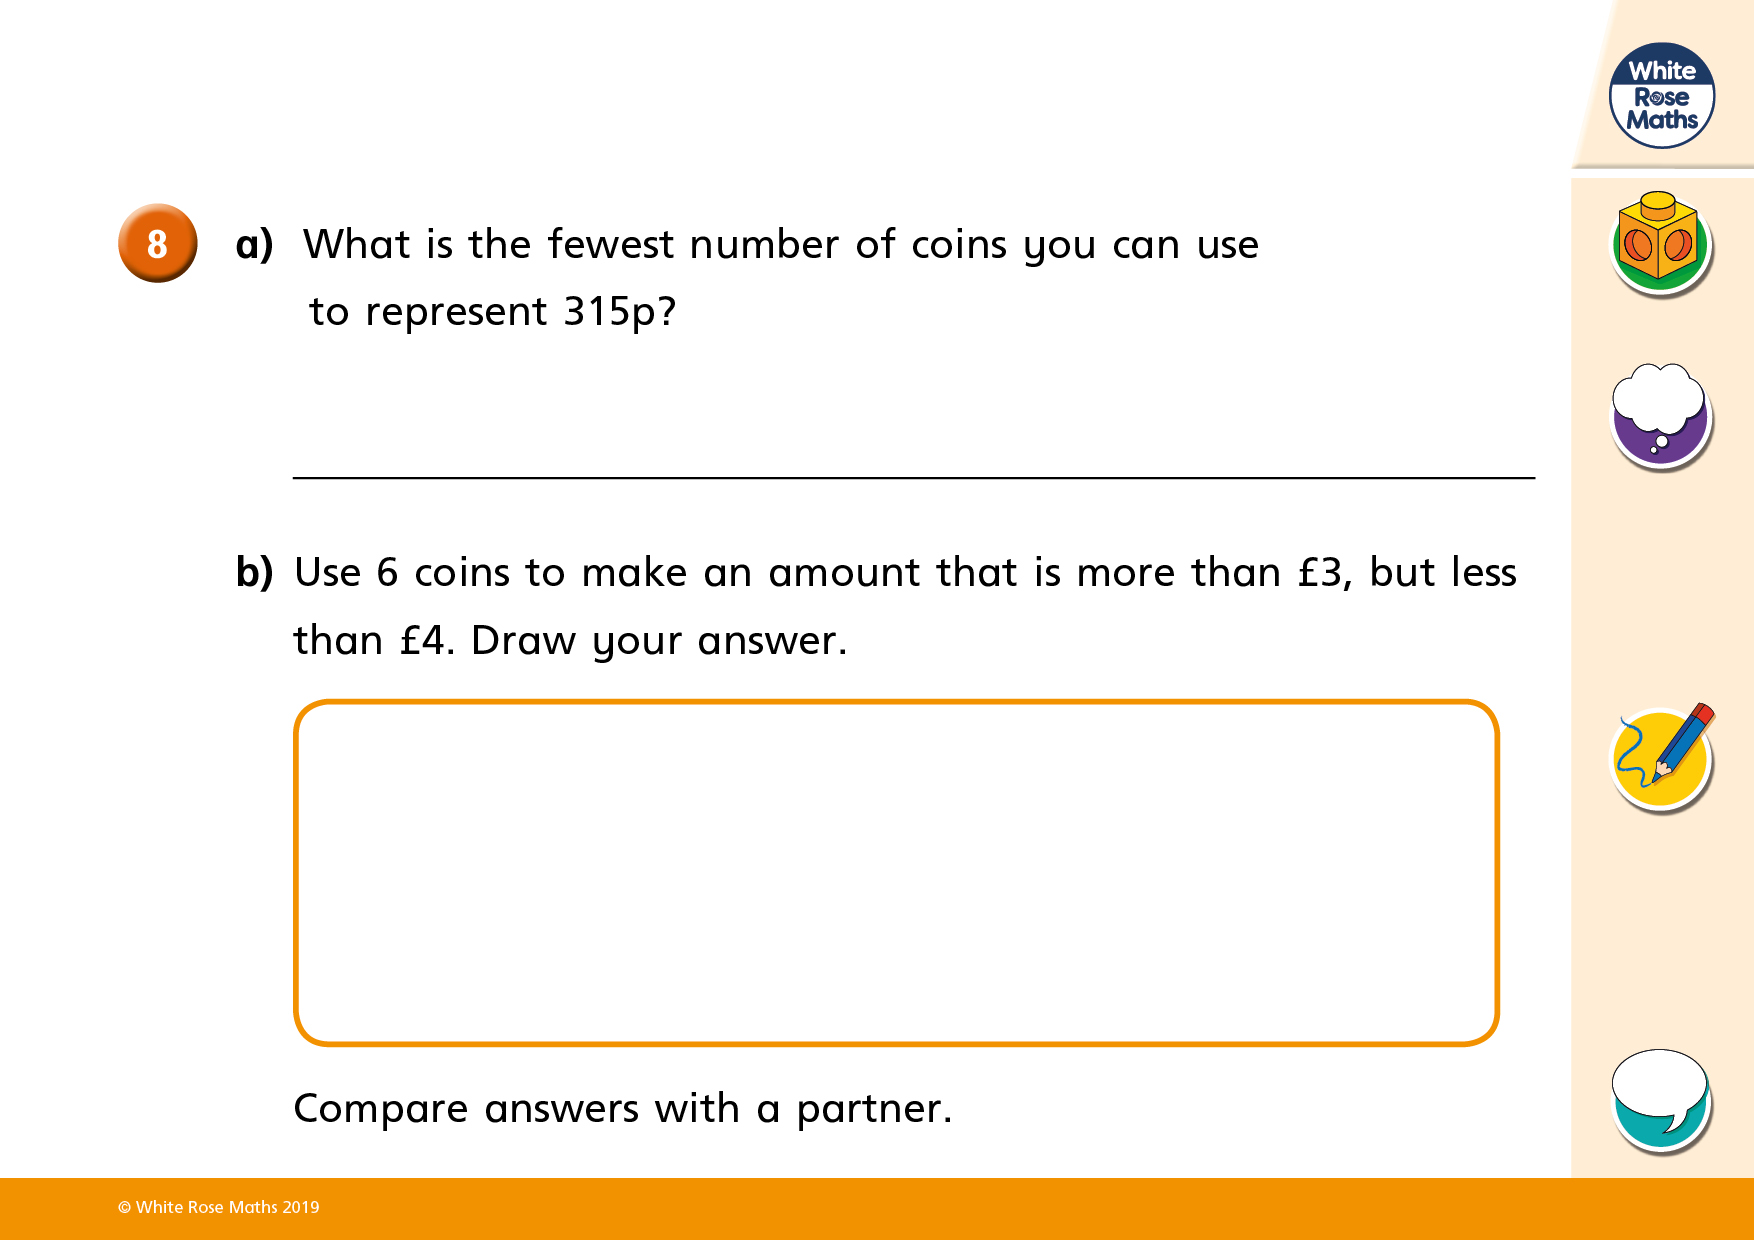 White
Rose
Maths
8 a) What is the fewest number of coins you can use
to represent 315p?
b) Use 6 coins to make an amount that is more than £3, but less
than £4. Draw your answer.
Compare answers with a partner.
© White Rose Maths 2019